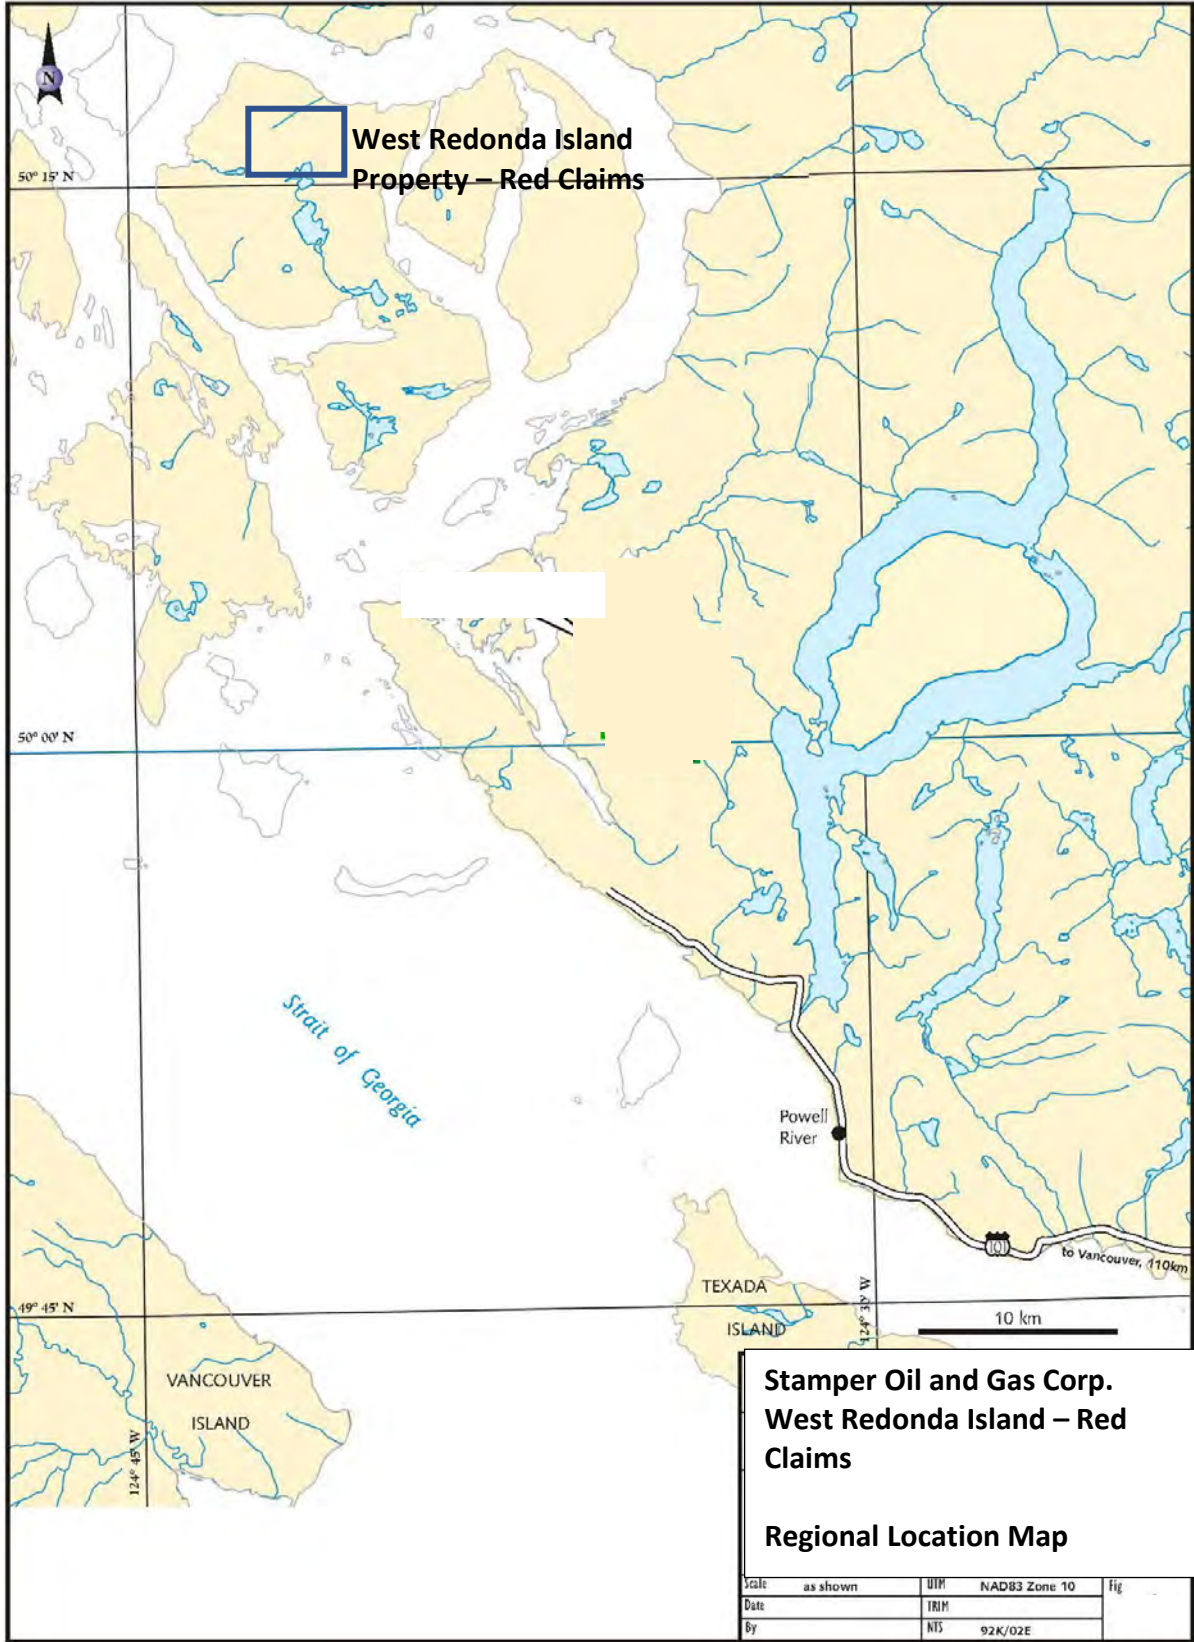 N
West Redonda Island
Property – Red Claims
50° 15' N
50° 00' N
Strait of Georgia
Powell
River
101
to Vancouver, 110km
TEXADA
ISLAND
124° 30' W
10 km
49° 45' N
VANCOUVER
ISLAND
124° 45' W
Stamper Oil and Gas Corp.
West Redonda Island – Red
Claims
Regional Location Map
Scale as shown UTM NAD83 Zone 10 Fig
Date TRIM
By NTS 92K/02E